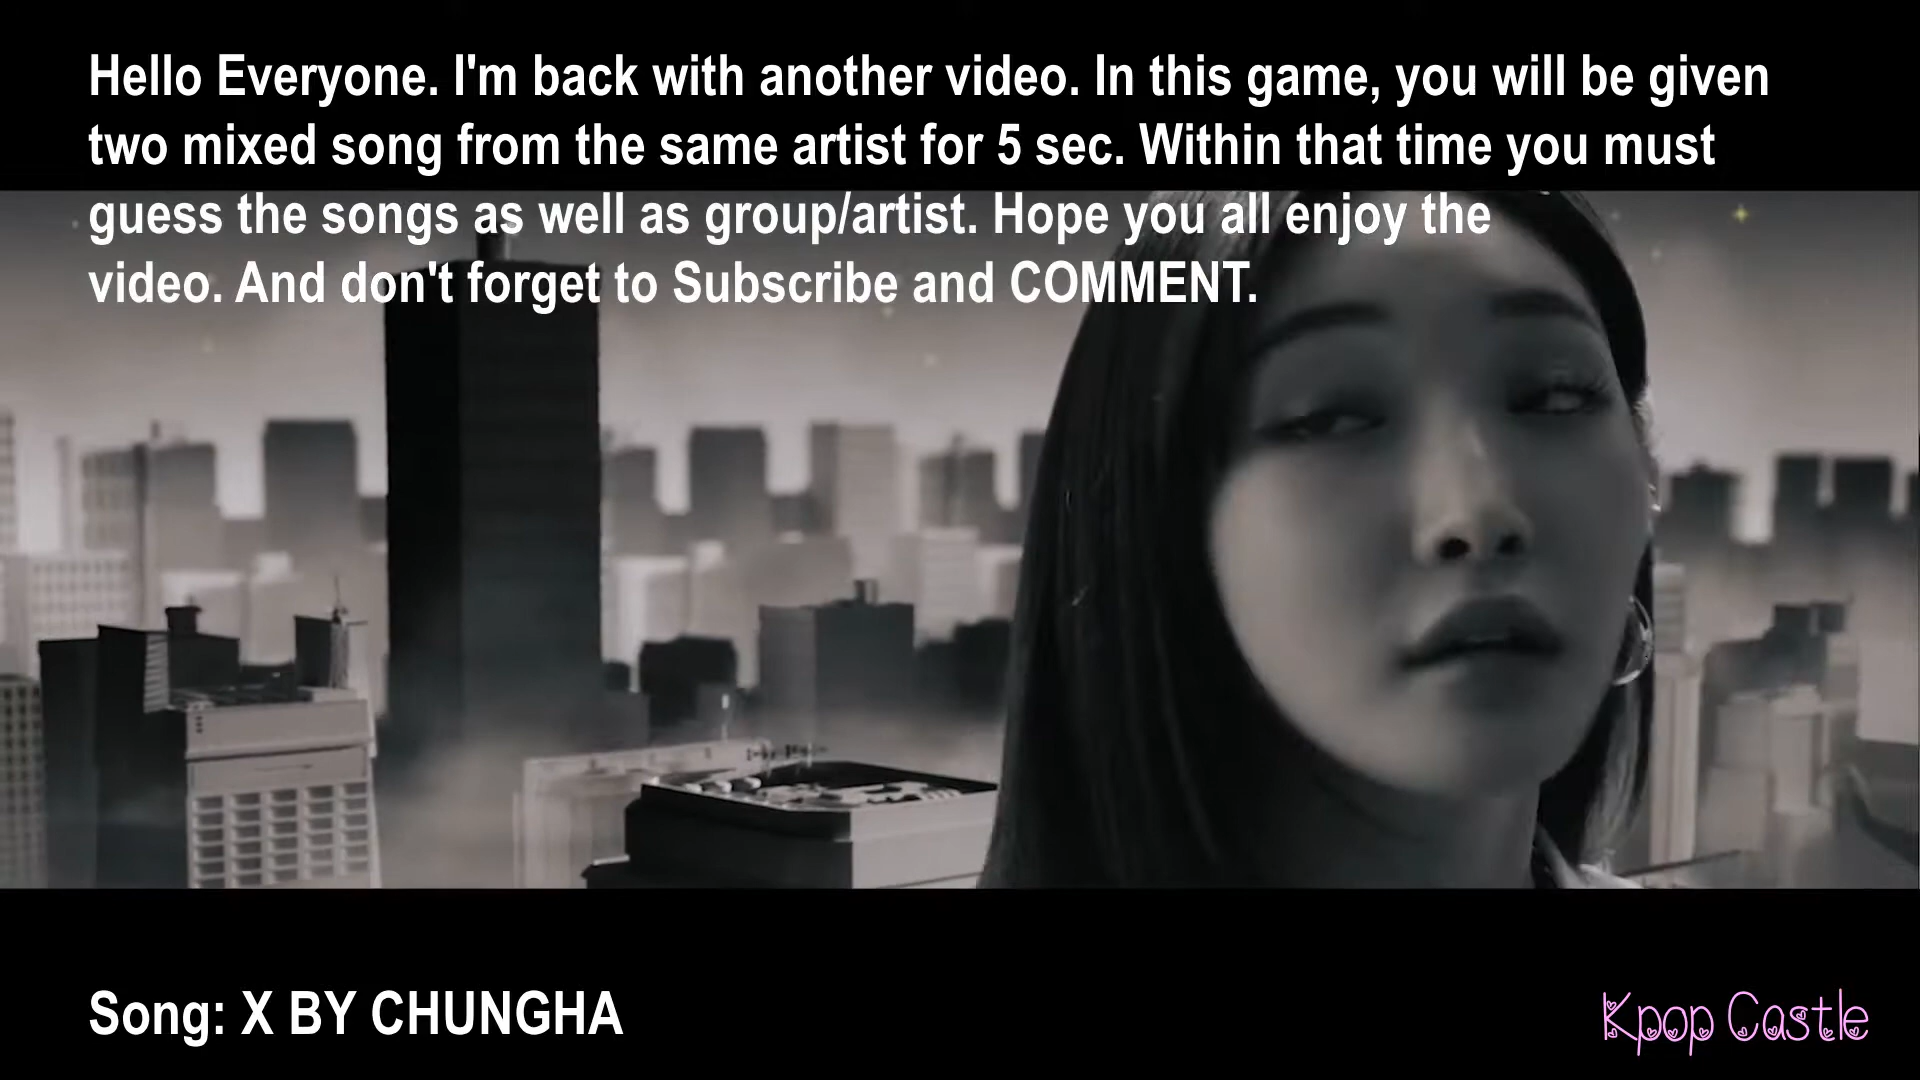 Hello Everyone. I'm back with another video. In this game, you will be given
two mixed song from the same artist for 5 sec. Within that time you must
guess the songs as well as group/artist. Hope you all enjoy the
video. And don't forget to Subscribe and COMMENT.
Song: X BY CHUNGHA
Kpop Castle